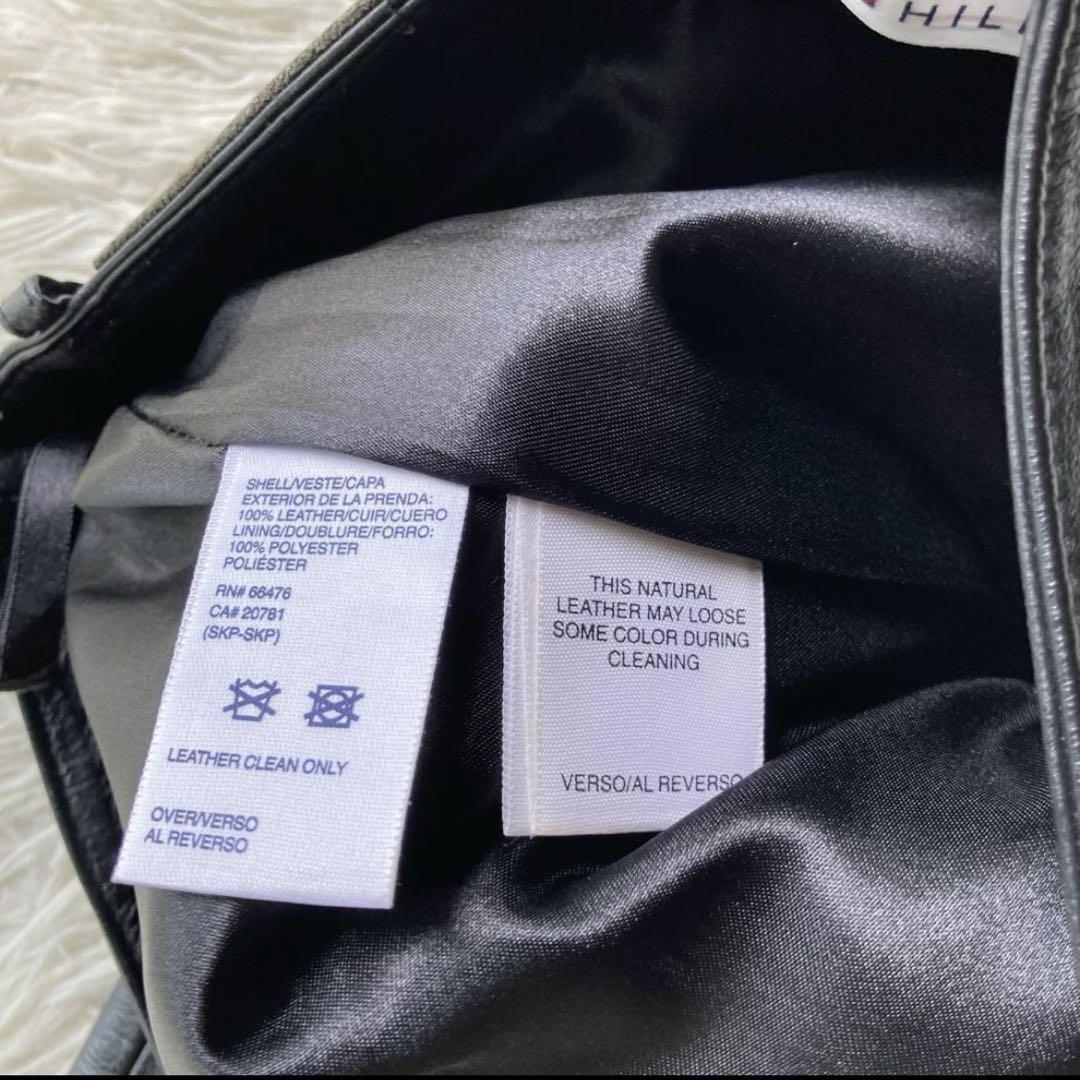 SHELL/VESTE/CAPA
EXTERIOR DE LA PRENDA:
100% LEATHER/CUIR/CUERO
LINING/DOUBLURE/FORRO:
100% POLYESTER
POLIÉSTER
RN# 66476
CA# 20781
(SKP-SKP)
LEATHER CLEAN ONLY
OVER/VERSO
AL REVERSO
THIS NATURAL
LEATHER MAY LOOSE
SOME COLOR DURING
CLEANING
VERSO/AL REVERSO